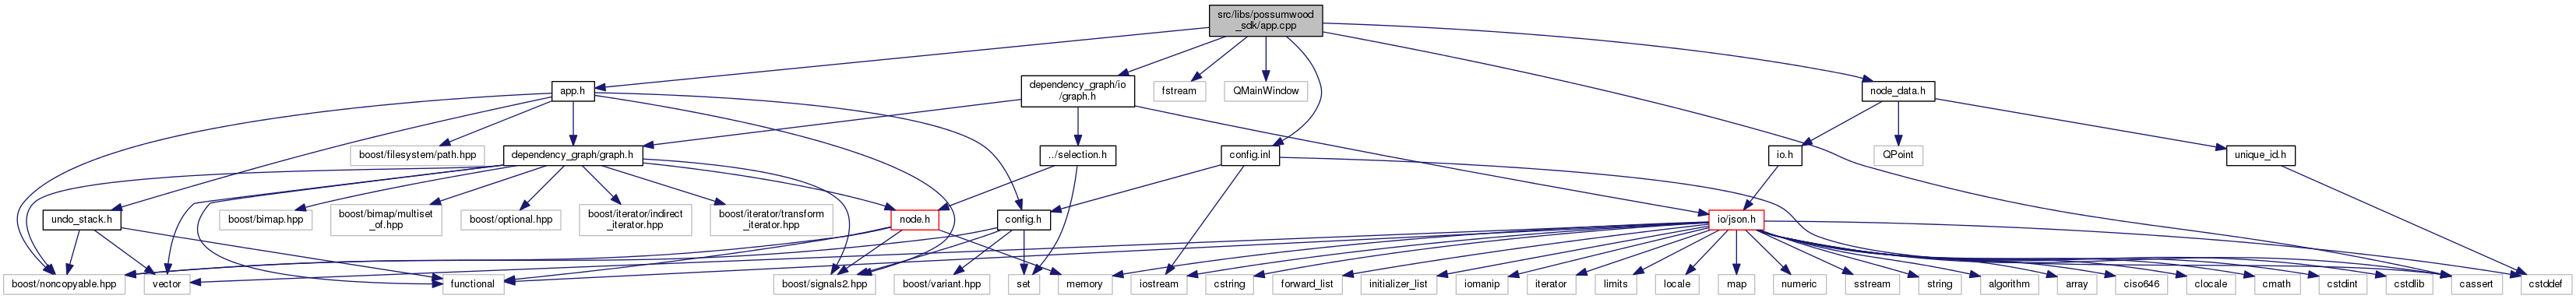 src/libs/possumwood
_sdk/app.cpp
app.h
dependency_graph/io
/graph.h
fstream
QMainWindow
node_data.h
boost/filesystem/path.hpp
dependency_graph/graph.h
../selection.h
config.inl
io.h
QPoint
unique_id.h
undo_stack.h
boost/bimap.hpp
boost/bimap/multiset
_of.hpp
boost/optional.hpp
boost/iterator/indirect
_iterator.hpp
boost/iterator/transform
_iterator.hpp
node.h
config.h
io/json.h
boost/noncopyable.hpp
vector
functional
boost/signals2.hpp
boost/variant.hpp
set
memory
iostream
cstring
forward_list
initializer_list
iomanip
iterator
limits
locale
map
numeric
sstream
string
algorithm
array
ciso646
clocale
cmath
cstdint
cstdlib
cassert
cstddef